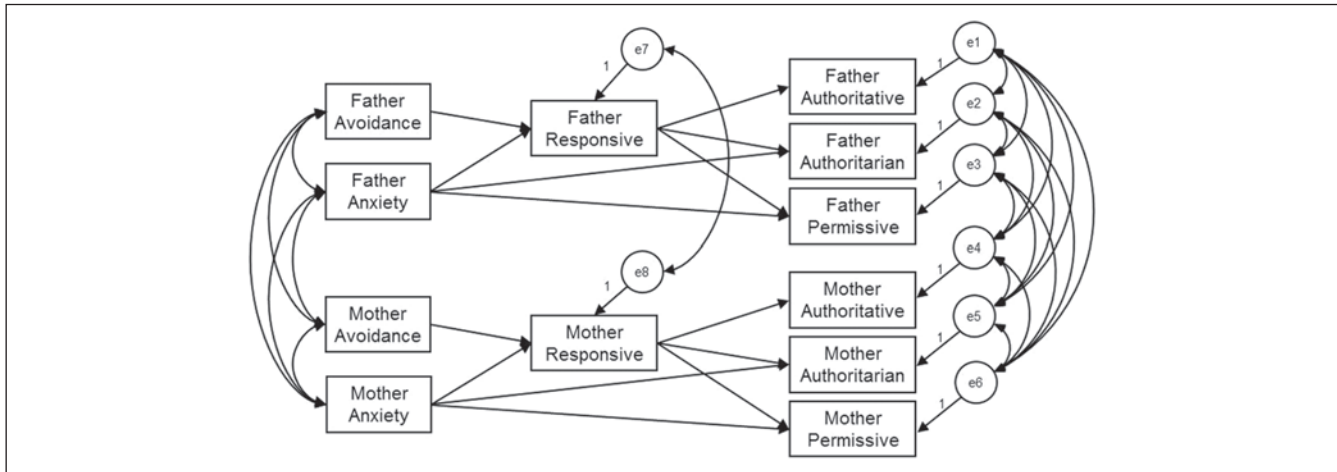 e1
e7
1
1
Father
Authoritative
Father
Avoidance
e2
Father
Responsive
1
Father
Authoritarian
e3
Father
Anxiety
1
Father
Permissive
e4
e8
1
1
Mother
Authoritative
Mother
Avoidance
e5
Mother
Responsive
1
Mother
Authoritarian
e6
Mother
Anxiety
1
Mother
Permissive